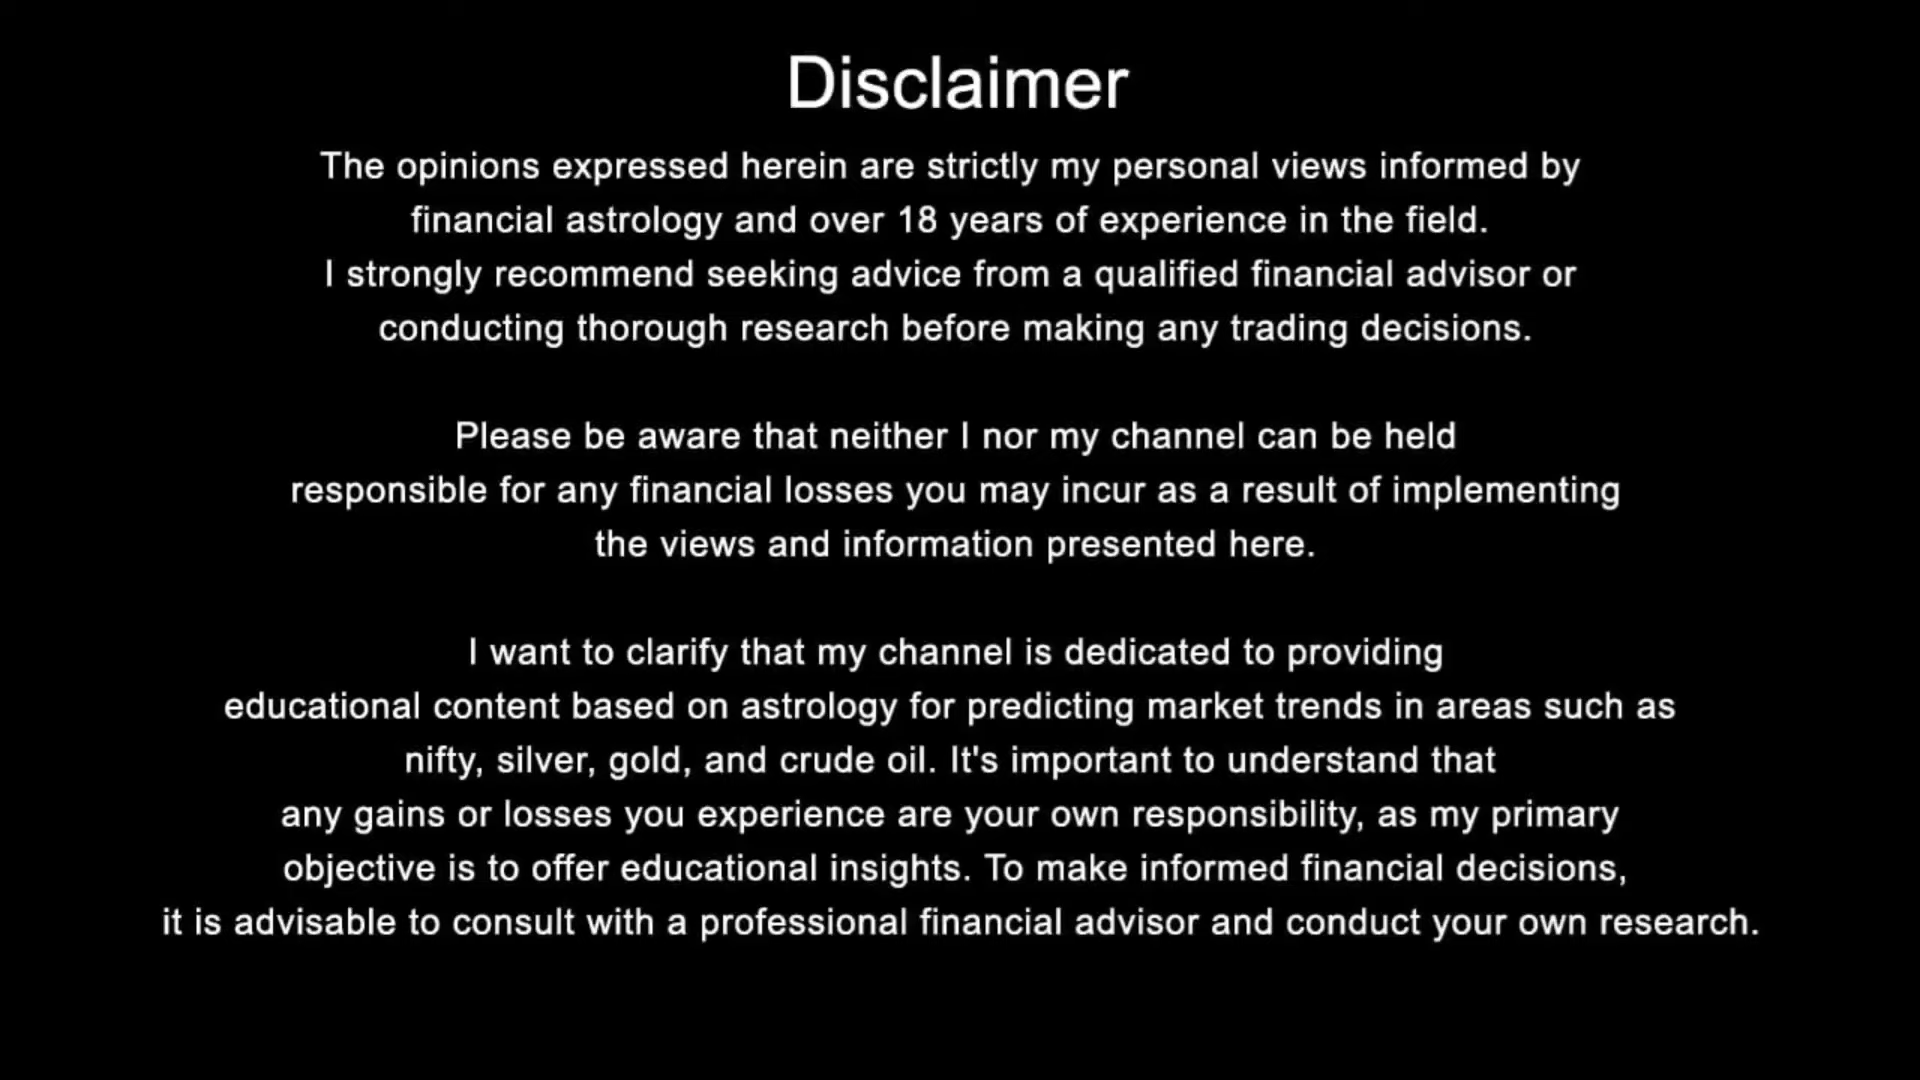 Disclaimer
The opinions expressed herein are strictly my personal views informed by
financial astrology and over 18 years of experience in the field.
I strongly recommend seeking advice from a qualified financial advisor or
conducting thorough research before making any trading decisions.
Please be aware that neither I nor my channel can be held
responsible for any financial losses you may incur as a result of implementing
the views and information presented here.
I want to clarify that my channel is dedicated to providing
educational content based on astrology for predicting market trends in areas such as
nifty, silver, gold, and crude oil. It's important to understand that
any gains or losses you experience are your own responsibility, as my primary
objective is to offer educational insights. To make informed financial decisions,
it is advisable to consult with a professional financial advisor and conduct your own research.